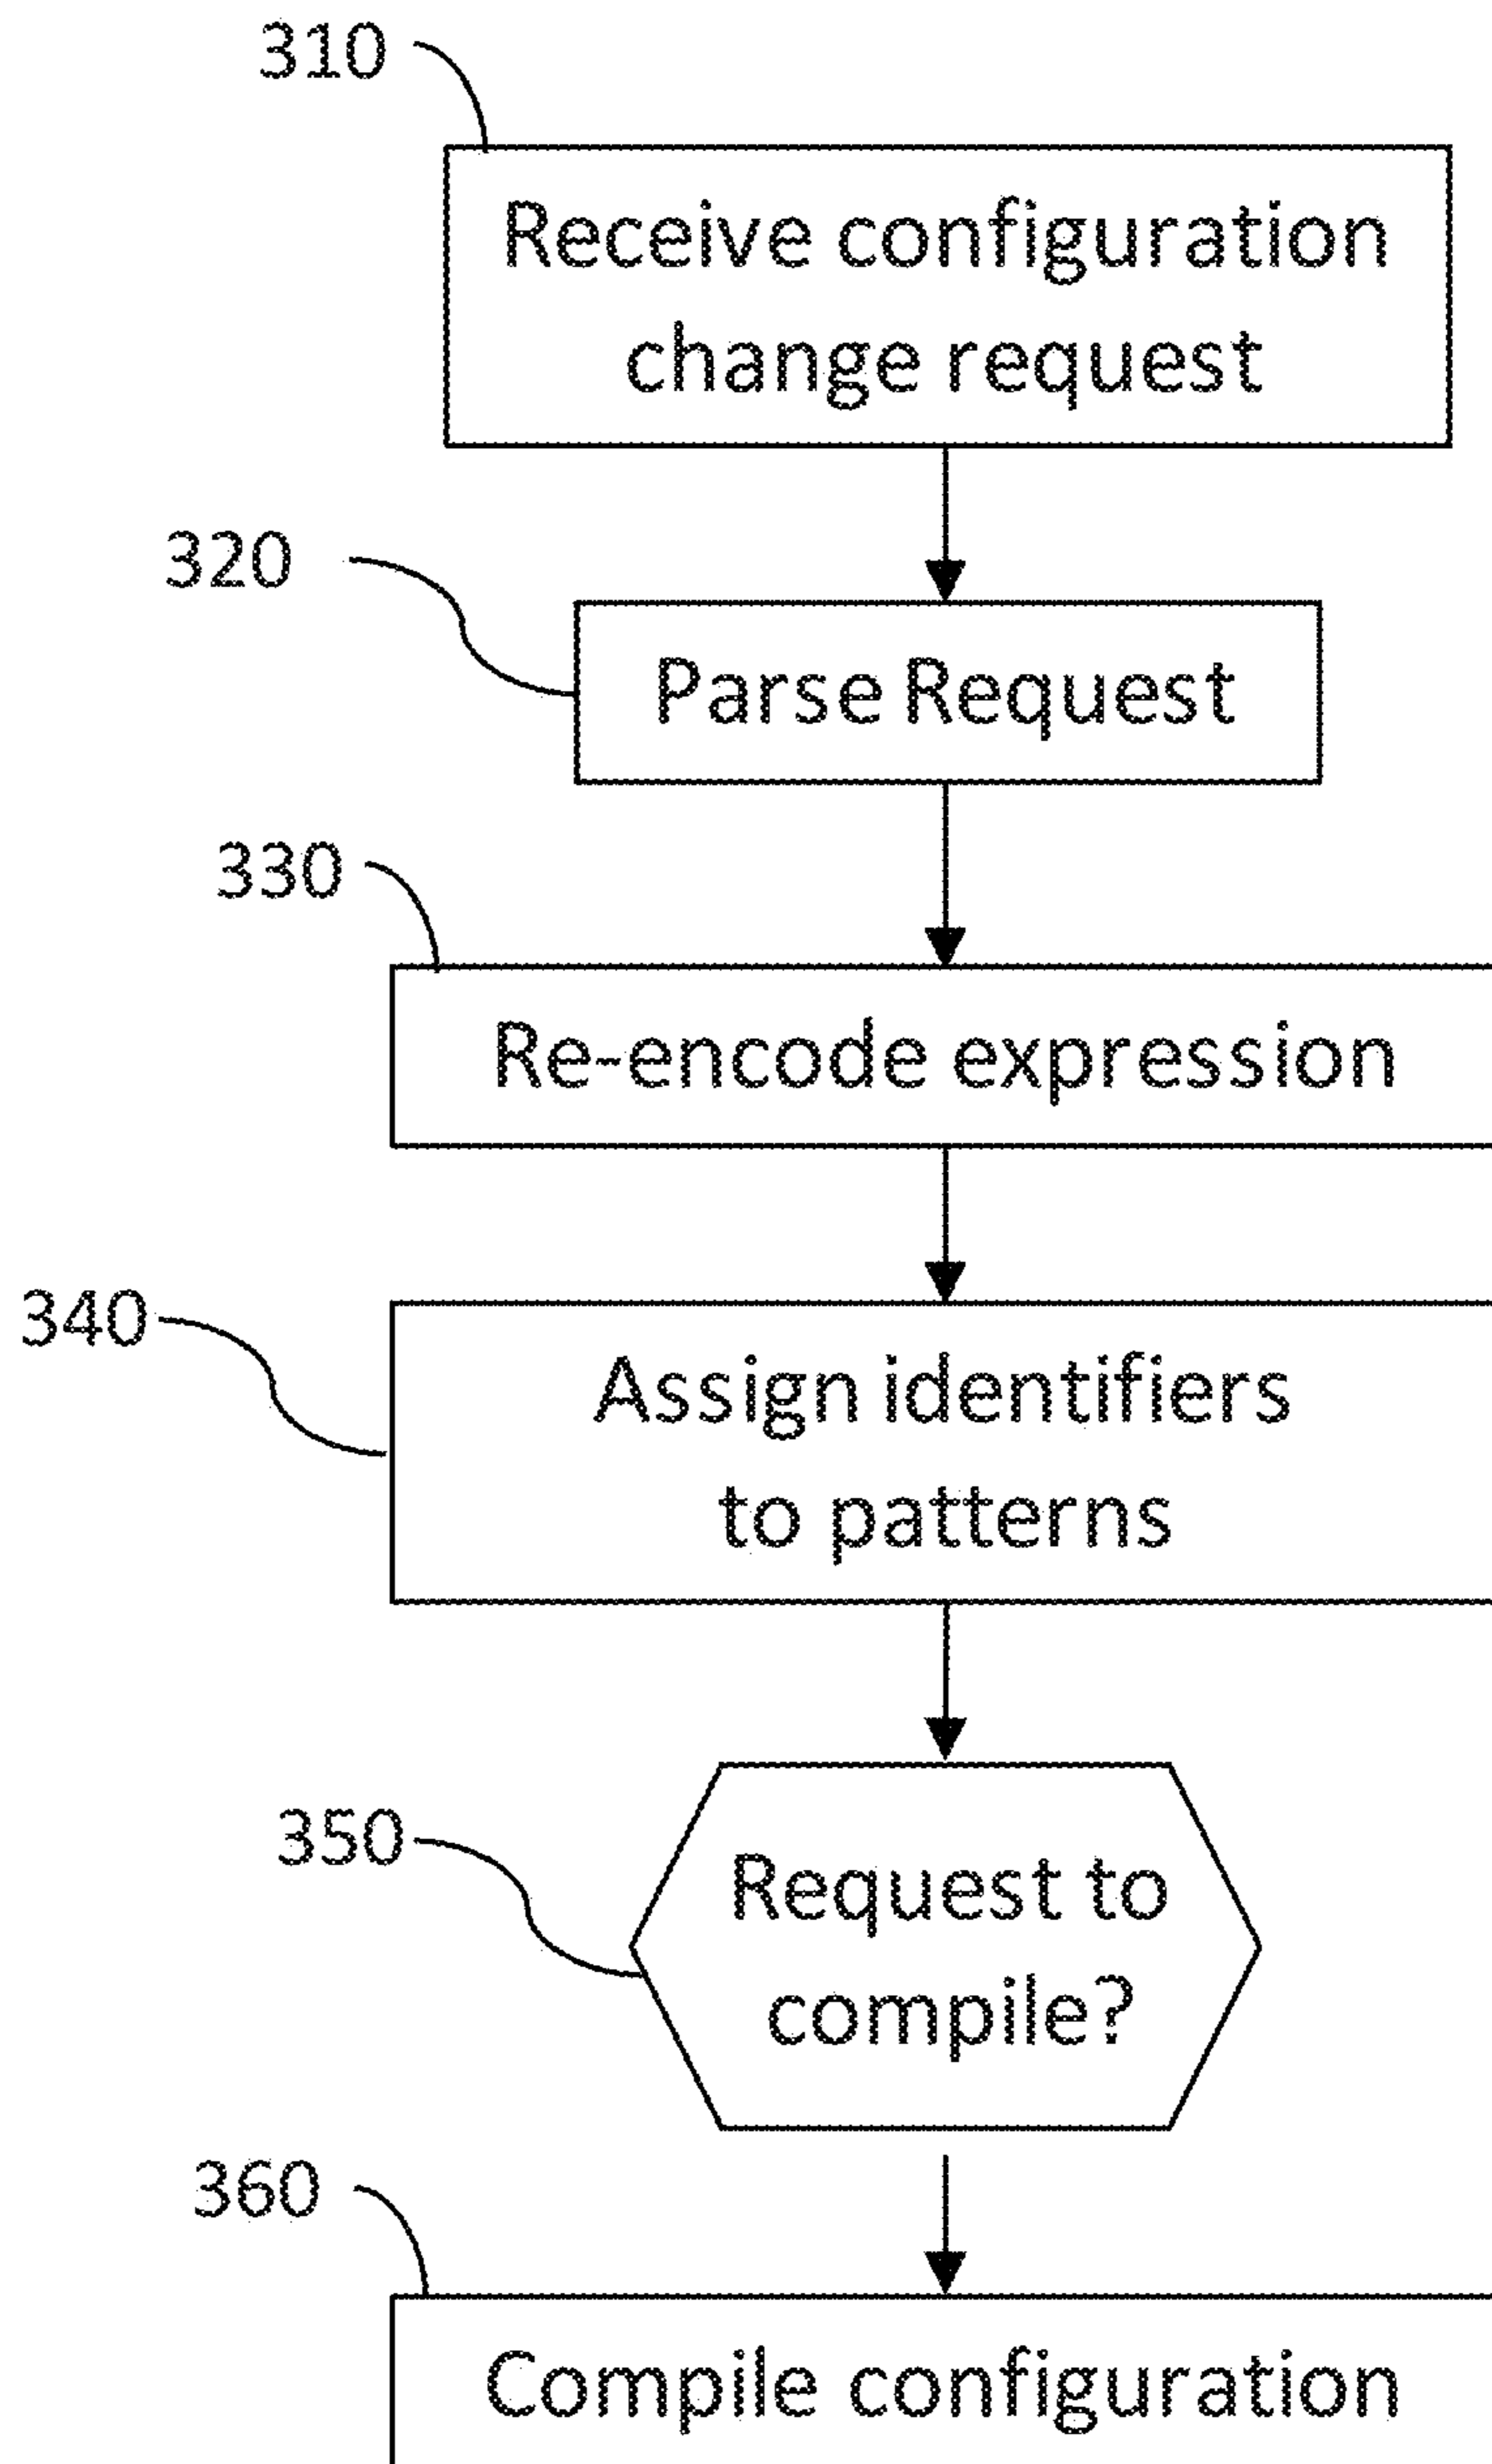 310
Receive configuration
change request
320
Parse Request
330
Re-encode expression
340
Assign identifiers
to patterns
350
Request to
compile?
360
Compile configuration